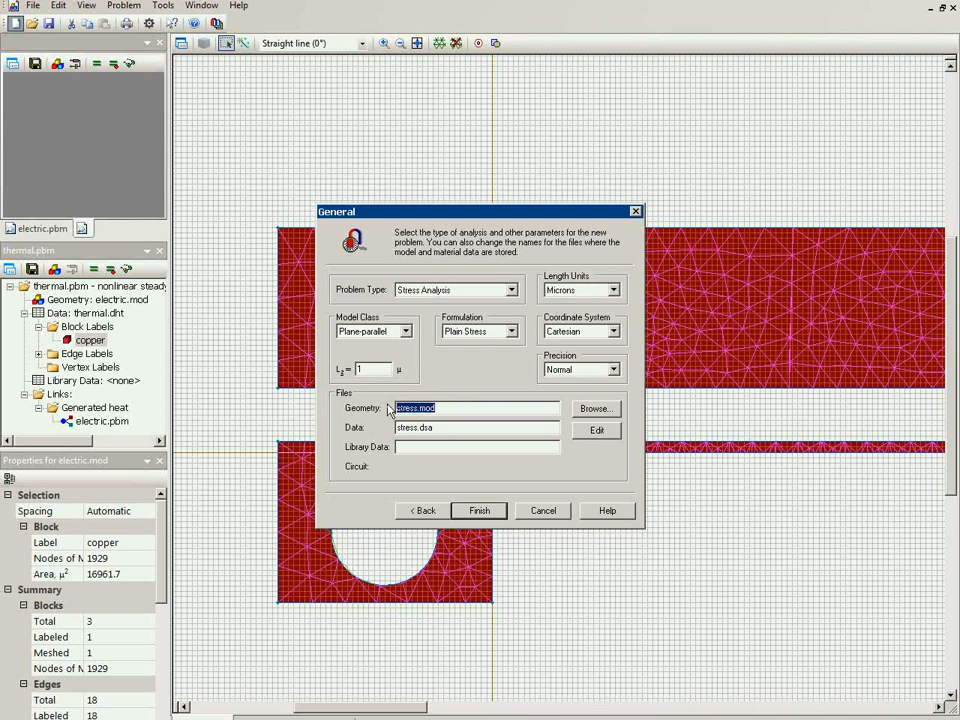 File Edit View Problem Tools Window Help
Straight line (0°)
electric.pbm
thermal.pbm
thermal.pbm - nonlinear steady
Geometry: electric.mod
Data: thermal.dht
Block Labels
copper
Edge Labels
Vertex Labels
Library Data: <none>
Links:
Generated heat
electric.pbm
Properties for electric.mod
Selection
Spacing Automatic
Block
Label copper
Nodes of M 1929
Area, µ² 16961.7
Summary
Blocks
Total 3
Labeled 1
Meshed 1
Nodes of M 1929
Edges
Total 18
Labeled 18
General
Select the type of analysis and other parameters for the new
problem. You can also change the names for the files where the
model and material data are stored.
Problem Type: Stress Analysis
Length Units
Microns
Model Class
Plane-parallel
Formulation
Plain Stress
Coordinate System
Cartesian
Lz = 1 µ
Precision
Normal
Files
Geometry: stress.mod Browse...
Data: stress.dsa Edit
Library Data:
Circuit:
< Back Finish Cancel Help